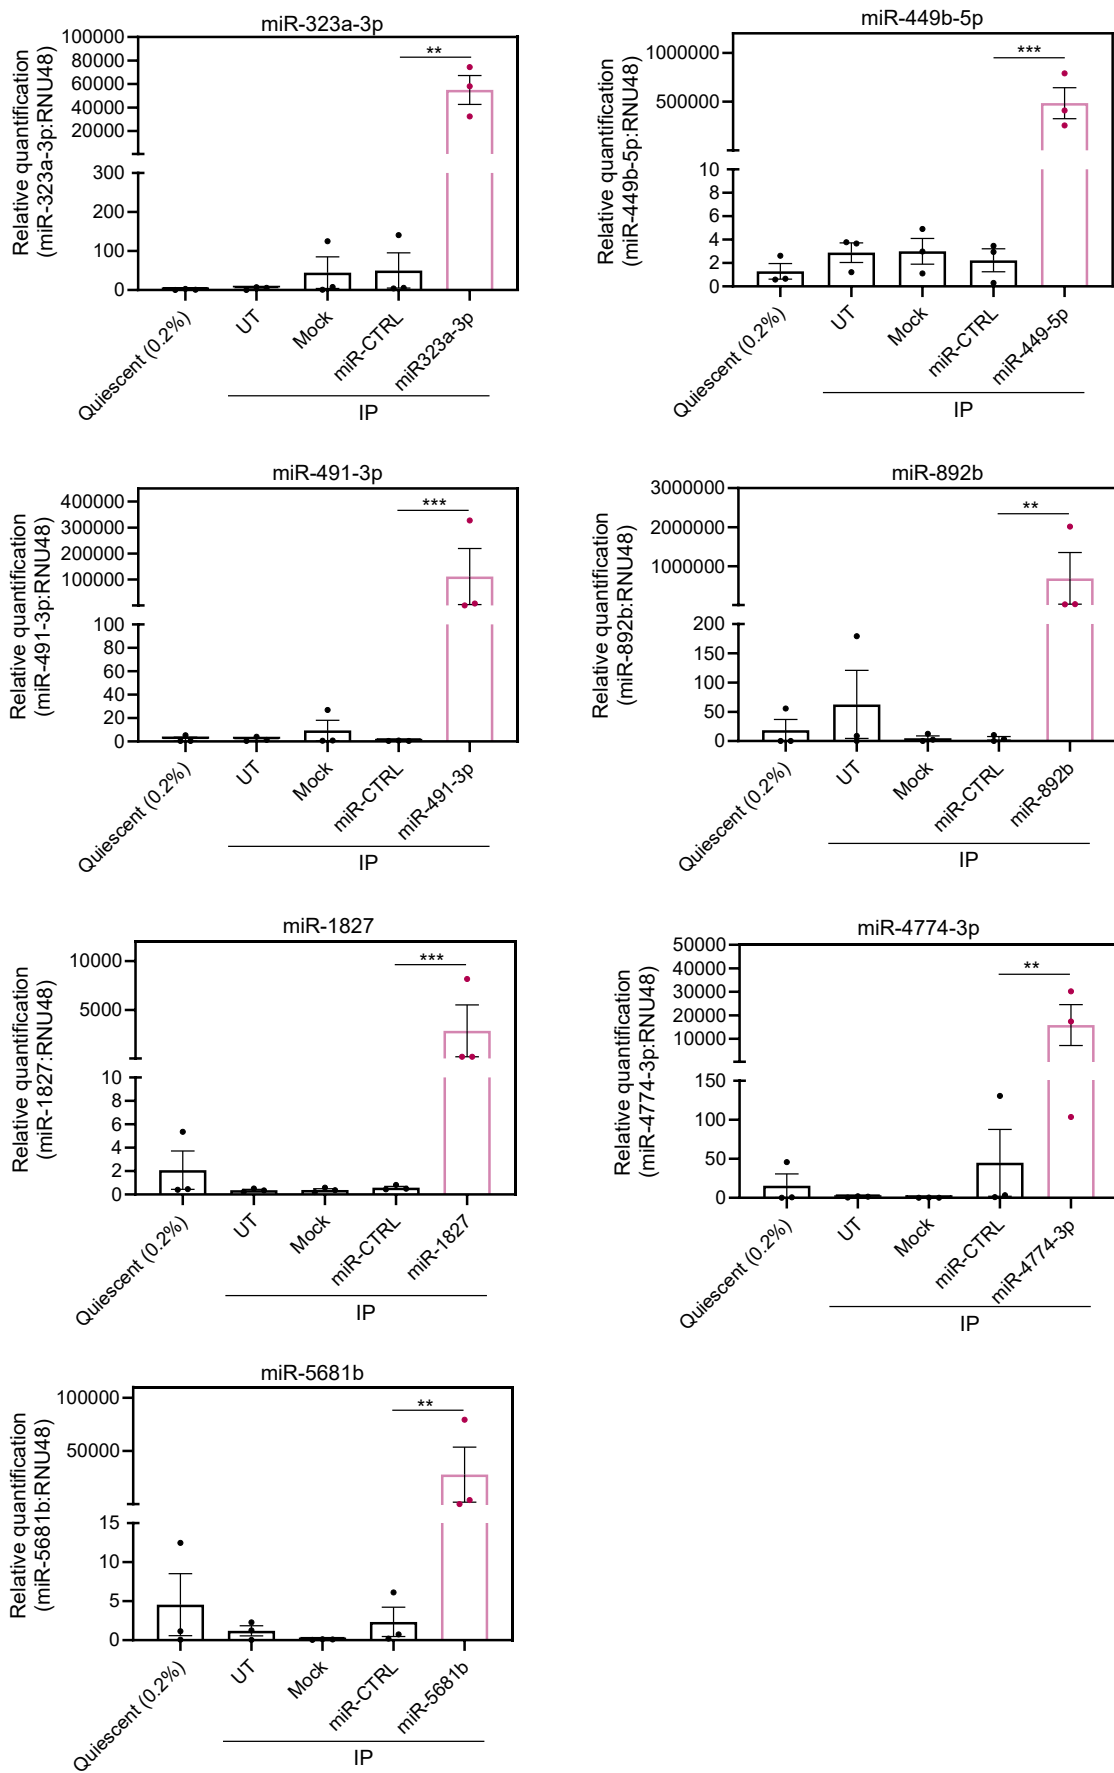 miR-323a-3p
Relative quantification
(miR-323a-3p:RNU48)
100000
80000
60000
40000
20000
300
200
100
0
**
Quiescent (0.2%)
UT
Mock
miR-CTRL
miR323a-3p
IP
miR-449b-5p
Relative quantification
(miR-449b-5p:RNU48)
1000000
500000
10
8
6
4
2
0
***
Quiescent (0.2%)
UT
Mock
miR-CTRL
miR-449-5p
IP
miR-491-3p
Relative quantification
(miR-491-3p:RNU48)
400000
300000
200000
100000
100
80
60
40
20
0
***
Quiescent (0.2%)
UT
Mock
miR-CTRL
miR-491-3p
IP
miR-892b
Relative quantification
(miR-892b:RNU48)
3000000
2000000
1000000
200
150
100
50
0
**
Quiescent (0.2%)
UT
Mock
miR-CTRL
miR-892b
IP
miR-1827
Relative quantification
(miR-1827:RNU48)
10000
5000
10
8
6
4
2
0
***
Quiescent (0.2%)
UT
Mock
miR-CTRL
miR-1827
IP
miR-4774-3p
Relative quantification
(miR-4774-3p:RNU48)
50000
40000
30000
20000
10000
150
100
50
0
**
Quiescent (0.2%)
UT
Mock
miR-CTRL
miR-4774-3p
IP
miR-5681b
Relative quantification
(miR-5681b:RNU48)
100000
50000
15
10
5
0
**
Quiescent (0.2%)
UT
Mock
miR-CTRL
miR-5681b
IP